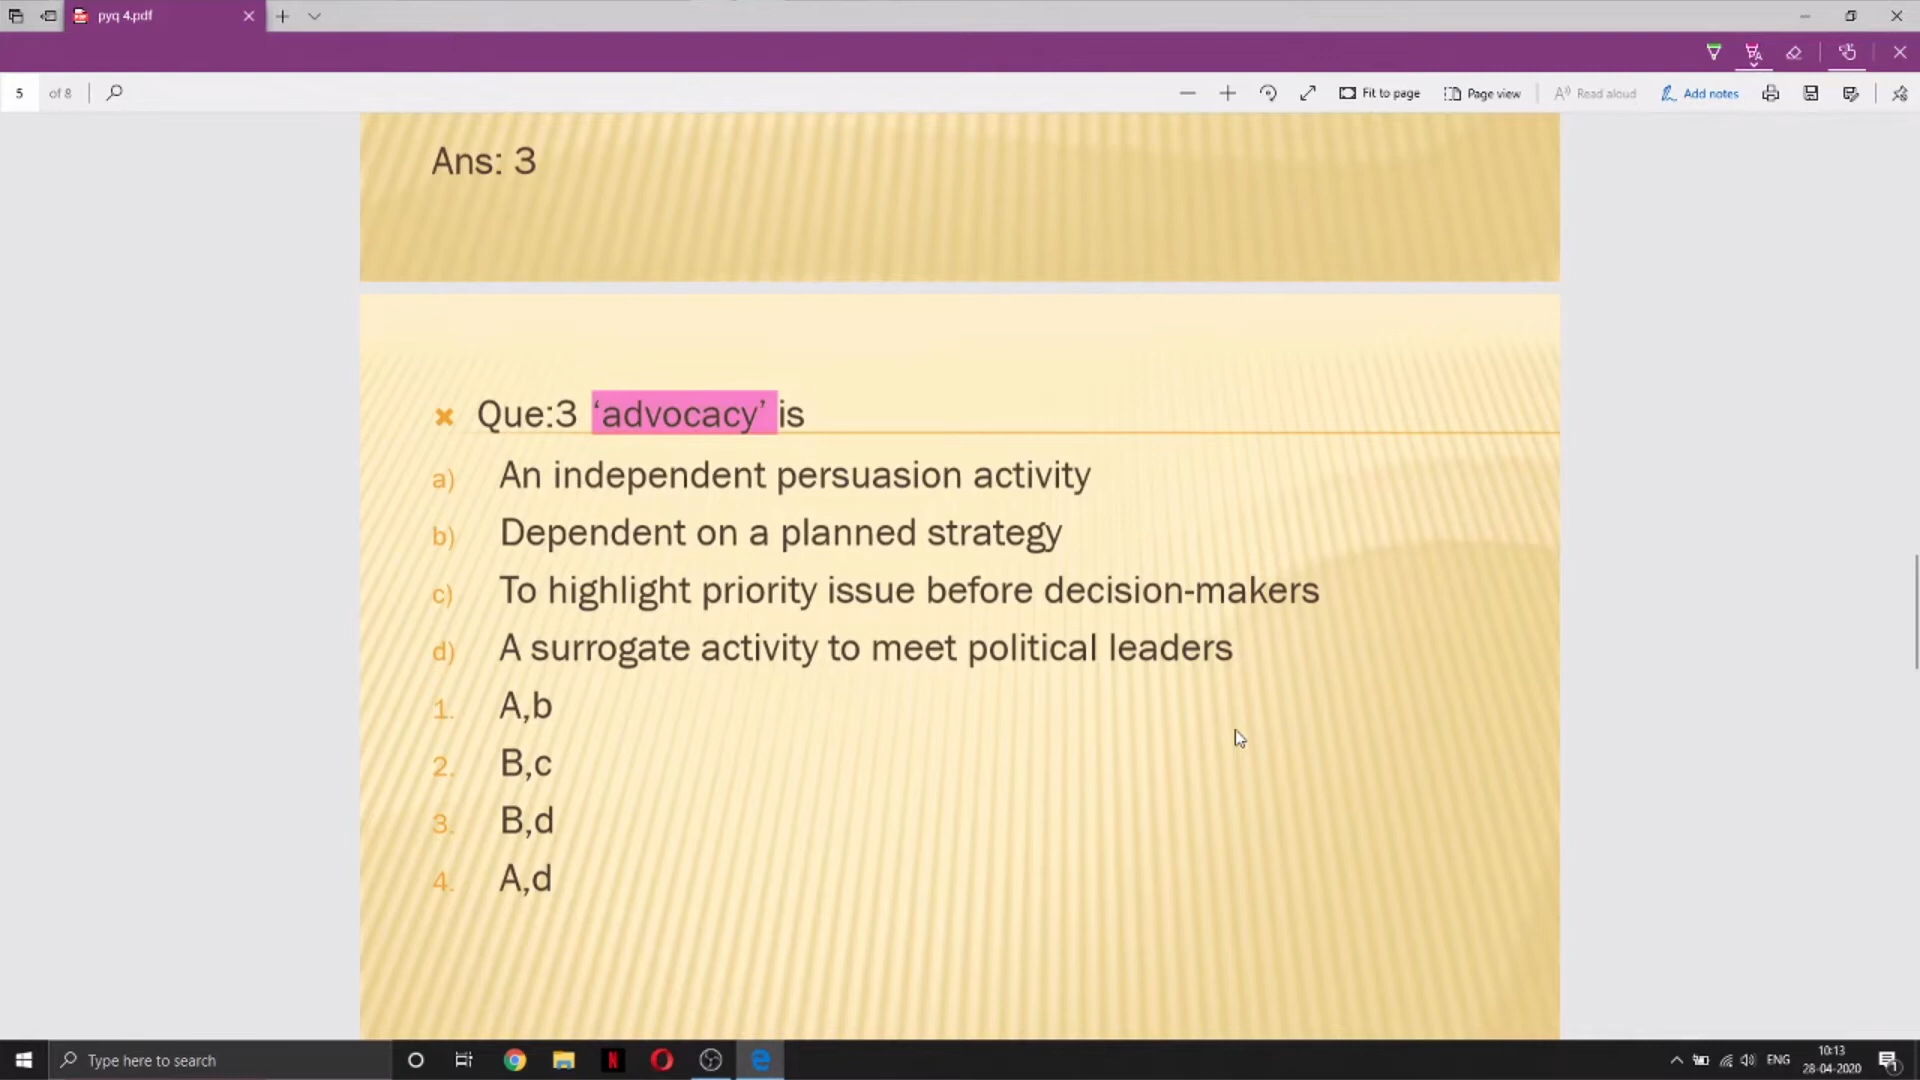 pyq 4.pdf
5 of 8
Fit to page
Page view
Read aloud
Add notes
Ans: 3
Que:3 ‘advocacy’ is
a) An independent persuasion activity
b) Dependent on a planned strategy
c) To highlight priority issue before decision-makers
d) A surrogate activity to meet political leaders
1. A,b
2. B,c
3. B,d
4. A,d
Type here to search
ENG
10:13
28-04-2020